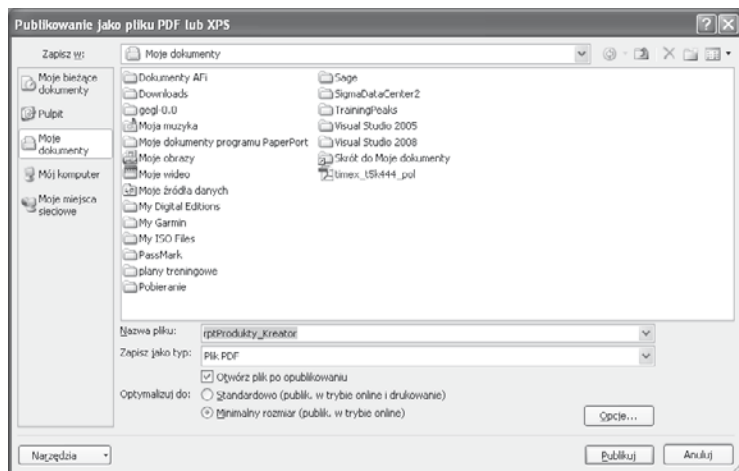 Publikowanie jako pliku PDF lub XPS
Zapisz w:
Moje dokumenty
Moje bieżące
dokumenty
Pulpit
Moje
dokumenty
Mój komputer
Moje miejsca
sieciowe
Dokumenty AFi
Downloads
gegl-0.0
Moja muzyka
Moje dokumenty programu PaperPort
Moje obrazy
Moje wideo
Moje źródła danych
My Digital Editions
My Garmin
My ISO Files
PassMark
plany treningowe
Pobieranie
Sage
SigmaDataCenter2
TrainingPeaks
Visual Studio 2005
Visual Studio 2008
Skrót do Moje dokumenty
timex_t5k444_pol
Nazwa pliku:
rptProdukty_Kreator
Zapisz jako typ:
Plik PDF
Otwórz plik po opublikowaniu
Optymalizuj do:
Standardowo (publik. w trybie online i drukowanie)
Minimalny rozmiar (publik. w trybie online)
Opcje...
Narzędzia
Publikuj
Anuluj